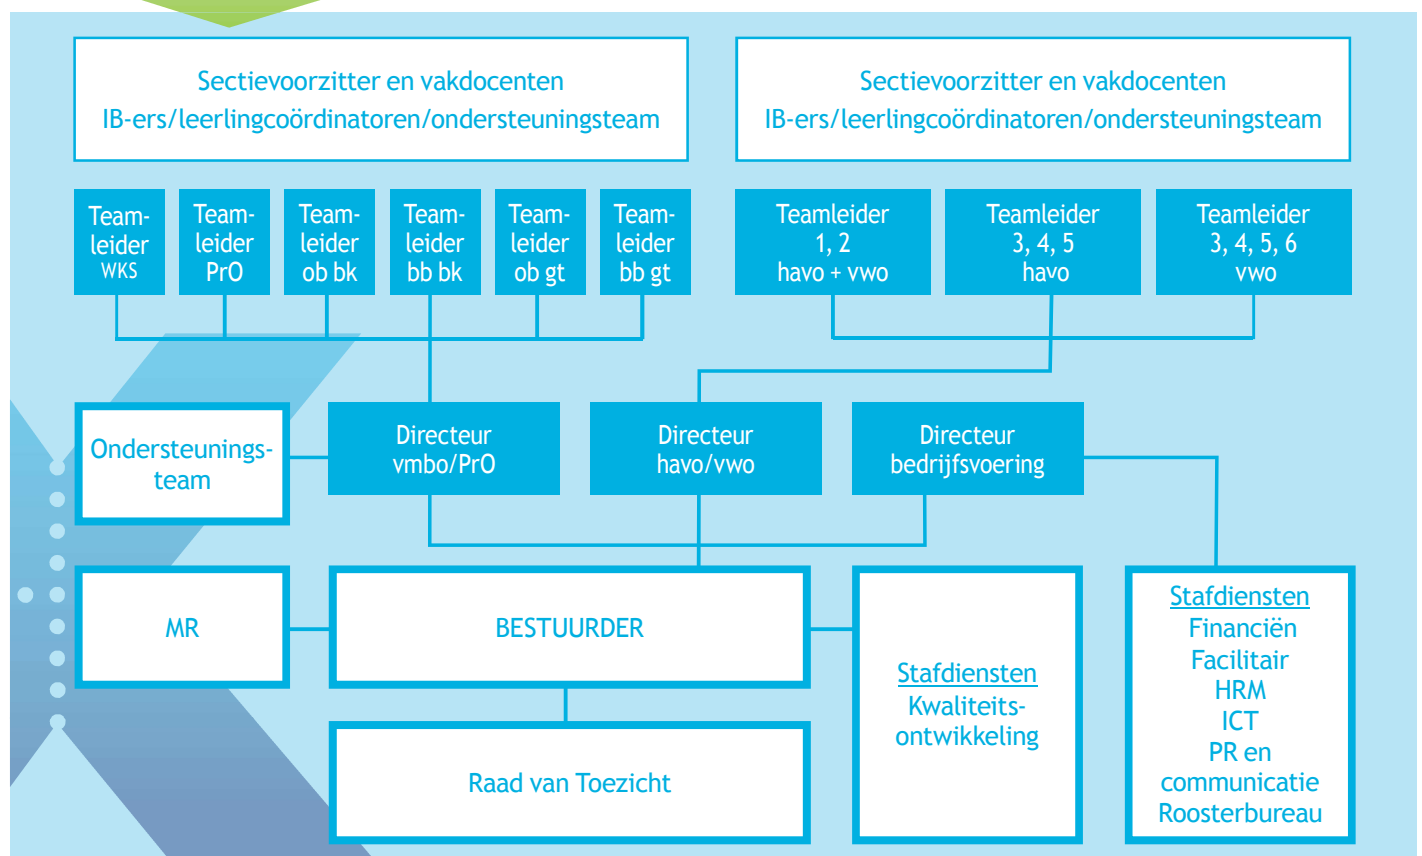 Sectievoorzitter en vakdocenten
IB-ers/leerlingcoördinatoren/ondersteuningsteam
Sectievoorzitter en vakdocenten
IB-ers/leerlingcoördinatoren/ondersteuningsteam
Team-
leider
WKS
Team-
leider
PrO
Team-
leider
ob bk
Team-
leider
bb bk
Team-
leider
ob gt
Team-
leider
bb gt
Teamleider
1, 2
havo + vwo
Teamleider
3, 4, 5
havo
Teamleider
3, 4, 5, 6
vwo
Ondersteunings-
team
Directeur
vmbo/PrO
Directeur
havo/vwo
Directeur
bedrijfsvoering
MR
BESTUURDER
Stafdiensten
Kwaliteits-
ontwikkeling
Stafdiensten
Financiën
Facilitair
HRM
ICT
PR en
communicatie
Roosterbureau
Raad van Toezicht